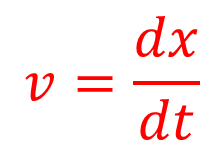 v = dx/dt